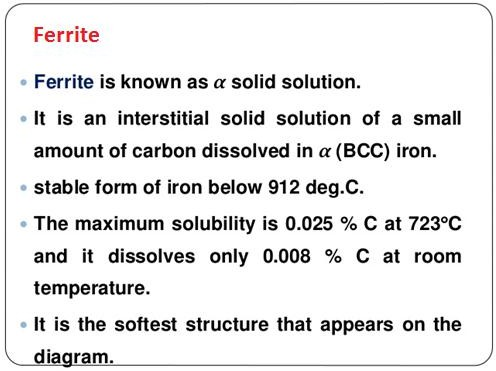 Ferrite
• Ferrite is known as α solid solution.
• It is an interstitial solid solution of a small
amount of carbon dissolved in α (BCC) iron.
• stable form of iron below 912 deg.C.
• The maximum solubility is 0.025 % C at 723°C
and it dissolves only 0.008 % C at room
temperature.
• It is the softest structure that appears on the
diagram.